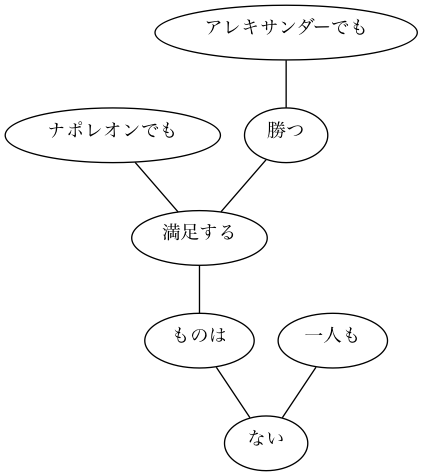 アレキサンダーでも
ナポレオンでも
勝つ
満足する
ものは
一人も
ない